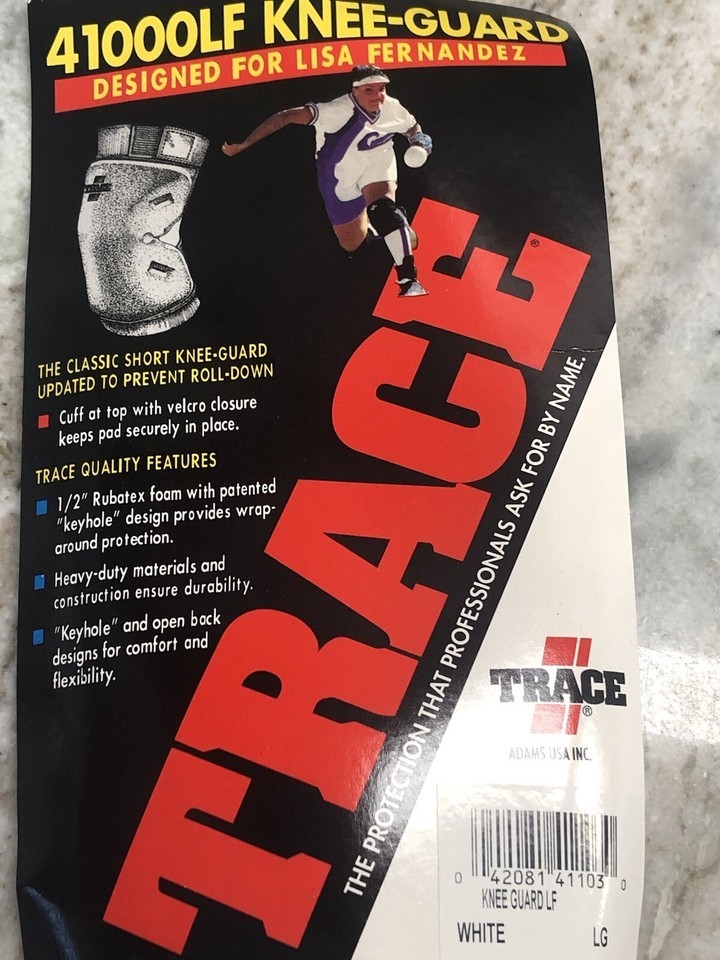 41000LF KNEE-GUARD
DESIGNED FOR LISA FERNANDEZ
THE CLASSIC SHORT KNEE-GUARD
UPDATED TO PREVENT ROLL-DOWN
Cuff at top with velcro closure
keeps pad securely in place.
TRACE QUALITY FEATURES
1/2" Rubatex foam with patented
"keyhole" design provides wrap-
around protection.
Heavy-duty materials and
construction ensure durability.
"Keyhole" and open back
designs for comfort and
flexibility.
TRACE®
THE PROTECTION THAT PROFESSIONALS ASK FOR BY NAME.
TRACE®
ADAMS USA INC.
0 42081 41103 0
KNEE GUARD LF
WHITE LG